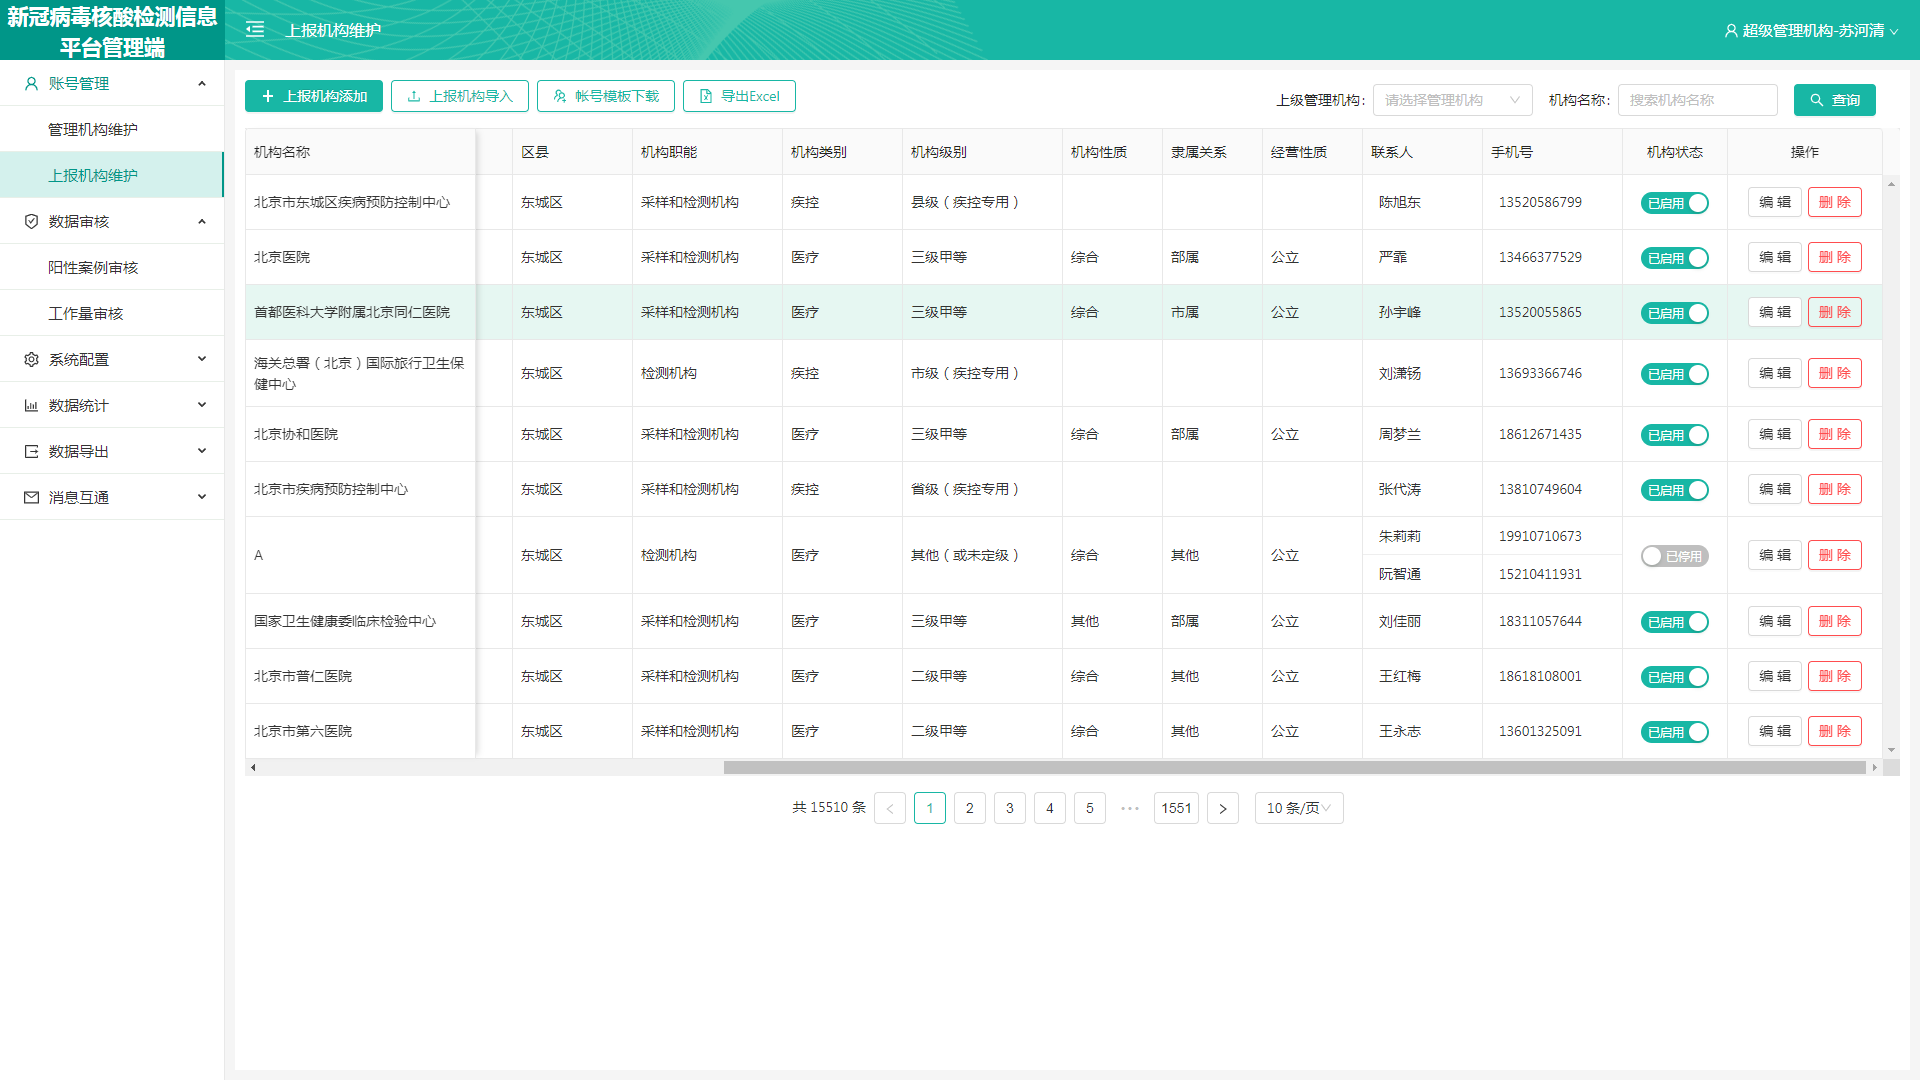 新冠病毒核酸检测信息
平台管理端
上报机构维护
超级管理机构-苏河清
账号管理
管理机构维护
上报机构维护
数据审核
阳性案例审核
工作量审核
系统配置
数据统计
数据导出
消息互通
上报机构添加 上报机构导入 帐号模板下载 导出Excel
上级管理机构： 请选择管理机构 机构名称： 搜索机构名称 查询
机构名称 区县 机构职能 机构类别 机构级别 机构性质 隶属关系 经营性质 联系人 手机号 机构状态 操作
北京市东城区疾病预防控制中心 东城区 采样和检测机构 疾控 县级（疾控专用） 陈旭东 13520586799 已启用 编 辑 删 除
北京医院 东城区 采样和检测机构 医疗 三级甲等 综合 部属 公立 严霏 13466377529 已启用 编 辑 删 除
首都医科大学附属北京同仁医院 东城区 采样和检测机构 医疗 三级甲等 综合 市属 公立 孙宇峰 13520055865 已启用 编 辑 删 除
海关总署（北京）国际旅行卫生保
健中心 东城区 检测机构 疾控 市级（疾控专用） 刘潇钖 13693366746 已启用 编 辑 删 除
北京协和医院 东城区 采样和检测机构 医疗 三级甲等 综合 部属 公立 周梦兰 18612671435 已启用 编 辑 删 除
北京市疾病预防控制中心 东城区 采样和检测机构 疾控 省级（疾控专用） 张代涛 13810749604 已启用 编 辑 删 除
A 东城区 检测机构 医疗 其他（或未定级） 综合 其他 公立 朱莉莉 19910710673 已停用 编 辑 删 除
阮智通 15210411931
国家卫生健康委临床检验中心 东城区 采样和检测机构 医疗 三级甲等 其他 部属 公立 刘佳丽 18311057644 已启用 编 辑 删 除
北京市普仁医院 东城区 采样和检测机构 医疗 二级甲等 综合 其他 公立 王红梅 18618108001 已启用 编 辑 删 除
北京市第六医院 东城区 采样和检测机构 医疗 二级甲等 综合 其他 公立 王永志 13601325091 已启用 编 辑 删 除
共 15510 条 < 1 2 3 4 5 ••• 1551 > 10 条/页